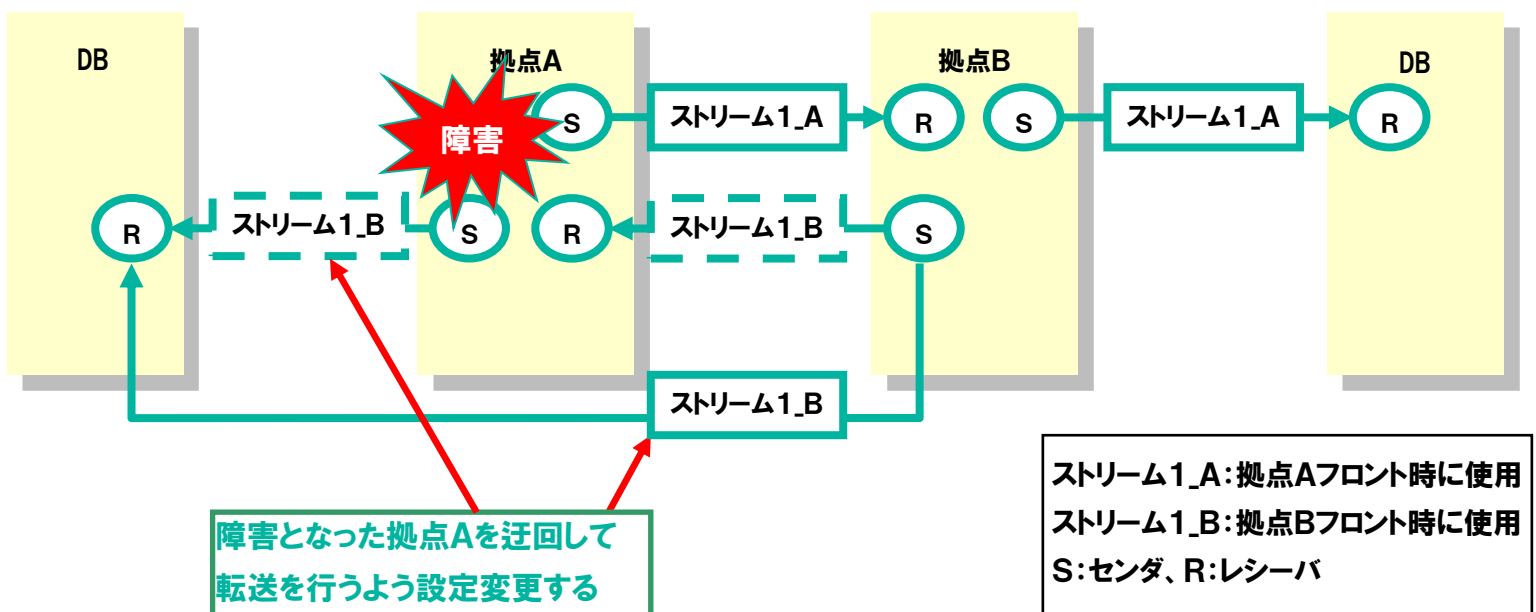 DB
拠点A
拠点B
DB
障害
S
ストリーム1_A
R
S
ストリーム1_A
R
R
ストリーム1_B
S
R
ストリーム1_B
S
ストリーム1_B
障害となった拠点Aを迂回して
転送を行うよう設定変更する
ストリーム1_A:拠点Aフロント時に使用
ストリーム1_B:拠点Bフロント時に使用
S:センダ、R:レシーバ